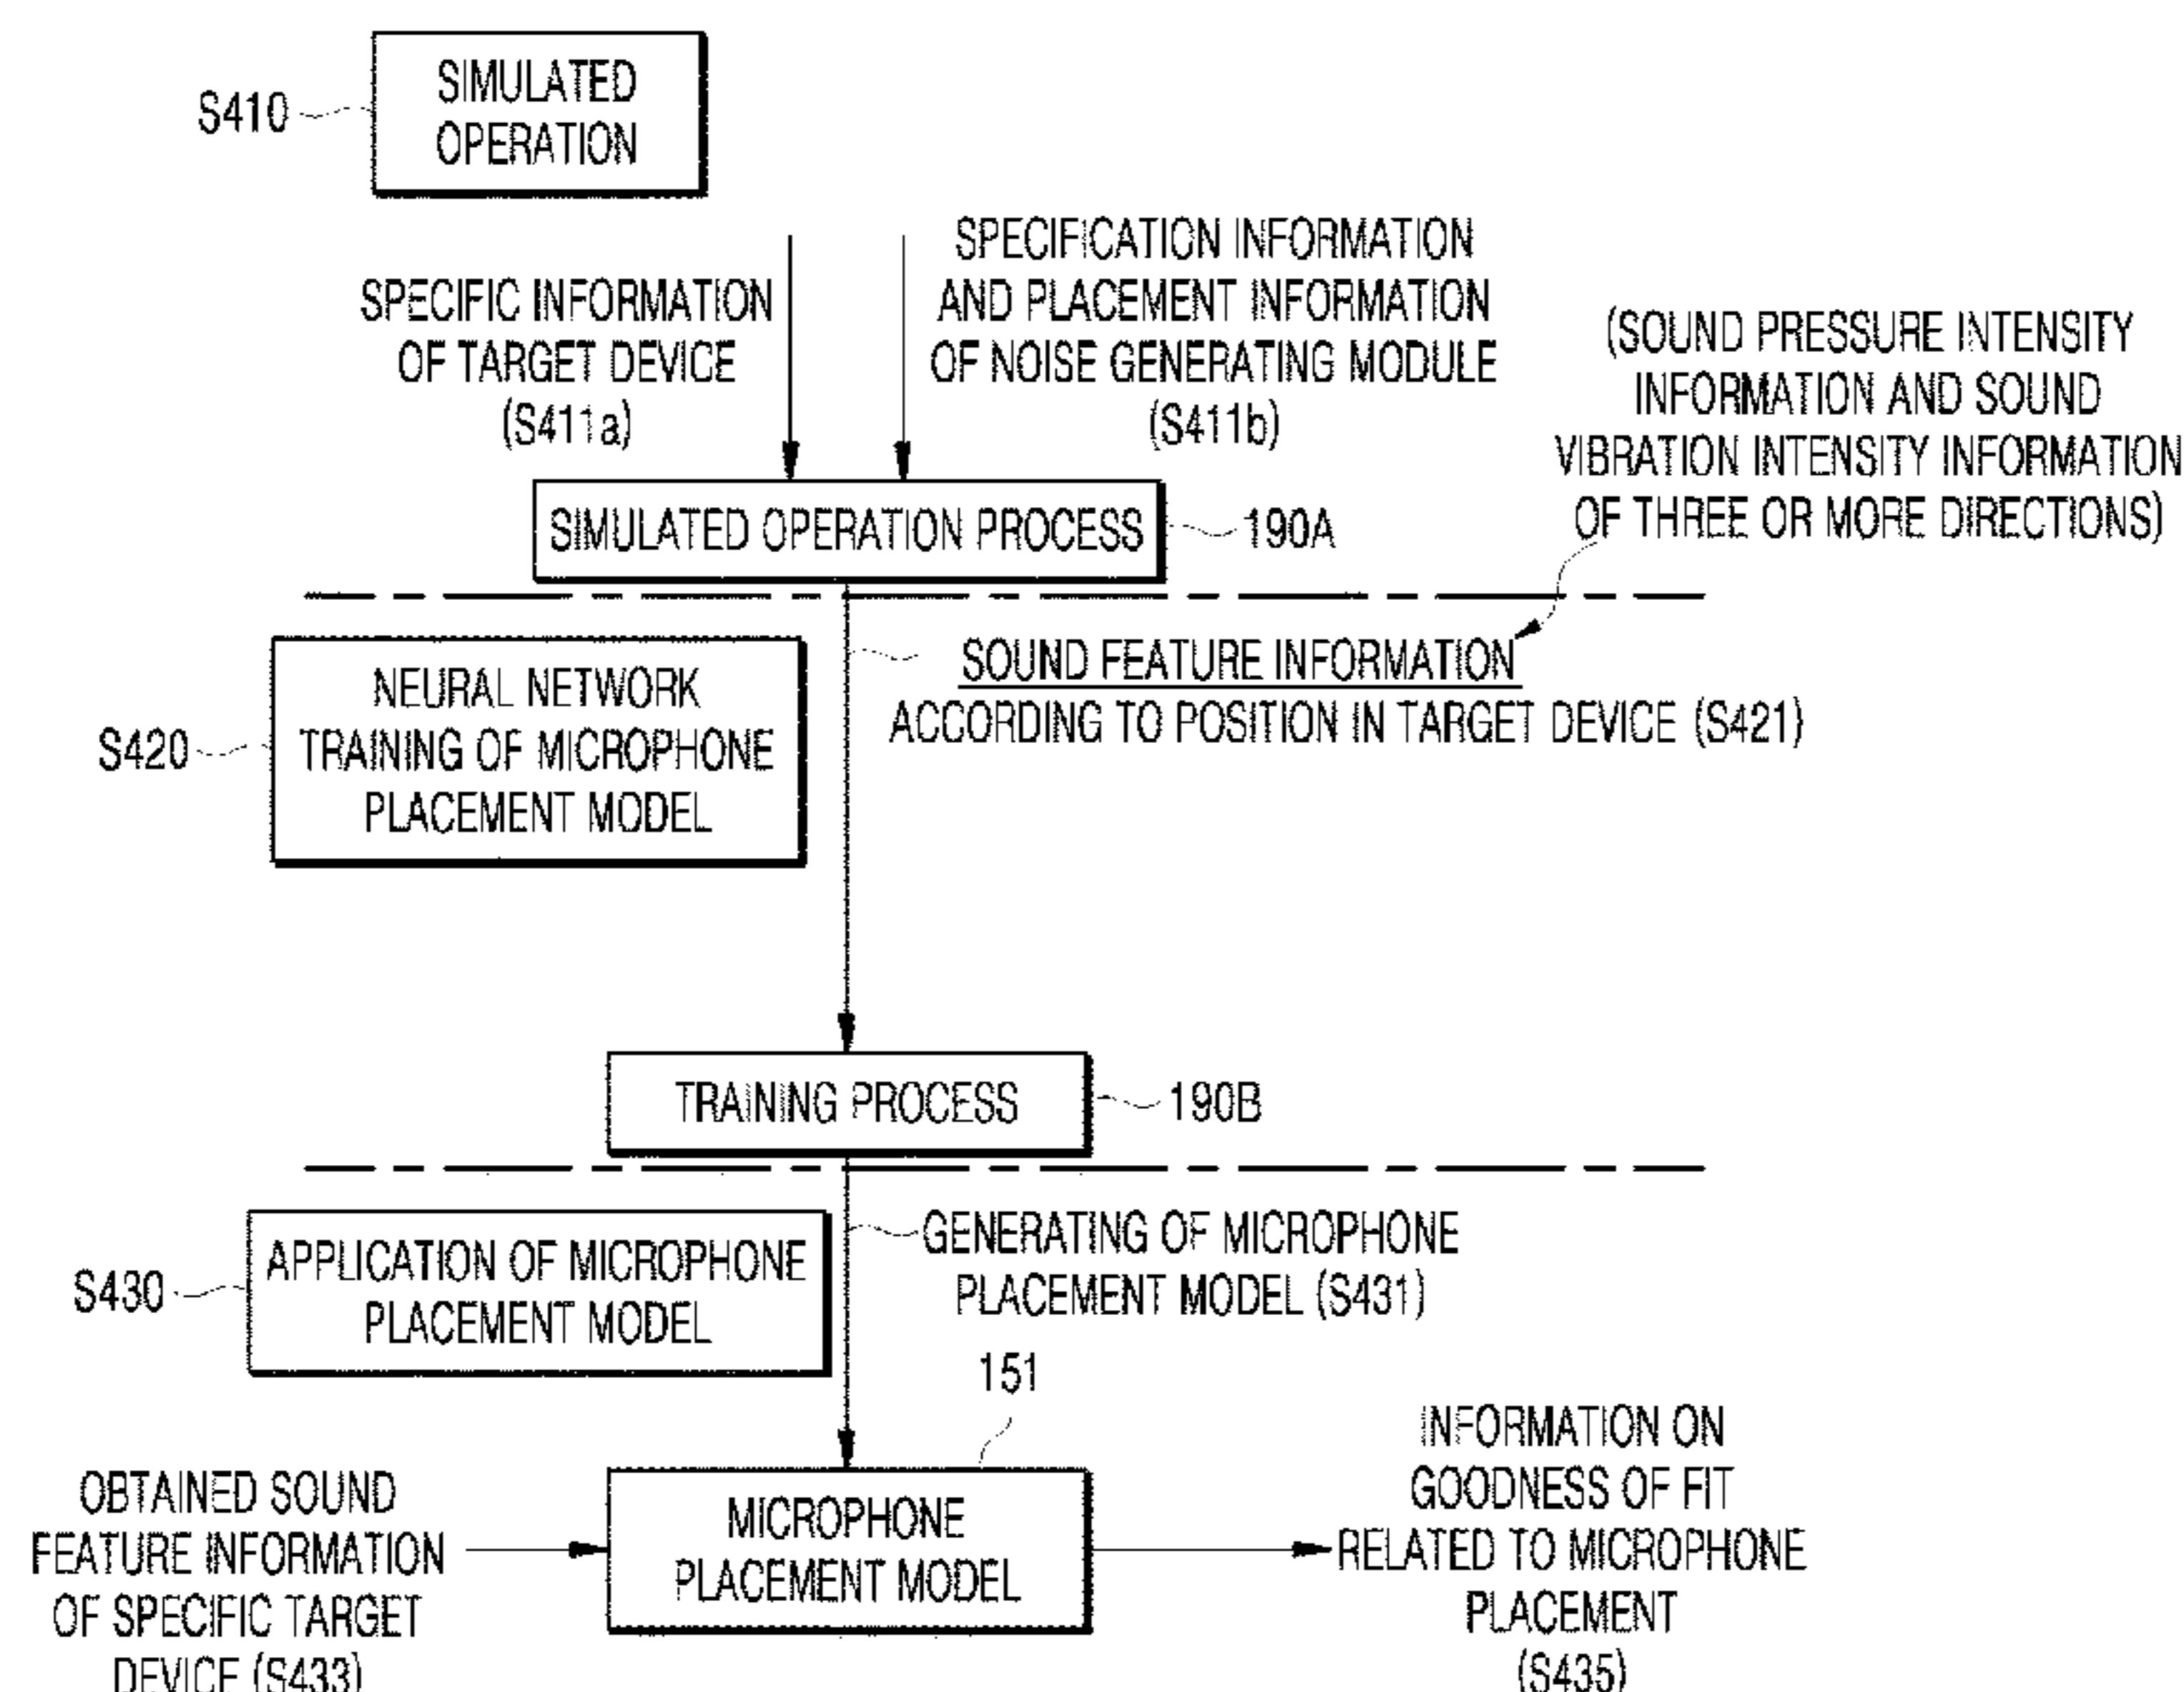 SIMULATED
OPERATION
S410
SPECIFIC INFORMATION
OF TARGET DEVICE
(S411a)
SPECIFICATION INFORMATION
AND PLACEMENT INFORMATION
OF NOISE GENERATING MODULE
(S411b)
(SOUND PRESSURE INTENSITY
INFORMATION AND SOUND
VIBRATION INTENSITY INFORMATION
OF THREE OR MORE DIRECTIONS)
SIMULATED OPERATION PROCESS
190A
SOUND FEATURE INFORMATION
ACCORDING TO POSITION IN TARGET DEVICE (S421)
S420
NEURAL NETWORK
TRAINING OF MICROPHONE
PLACEMENT MODEL
TRAINING PROCESS
190B
S430
APPLICATION OF MICROPHONE
PLACEMENT MODEL
GENERATING OF MICROPHONE
PLACEMENT MODEL (S431)
151
OBTAINED SOUND
FEATURE INFORMATION
OF SPECIFIC TARGET
DEVICE (S433)
MICROPHONE
PLACEMENT MODEL
INFORMATION ON
GOODNESS OF FIT
RELATED TO MICROPHONE
PLACEMENT
(S435)